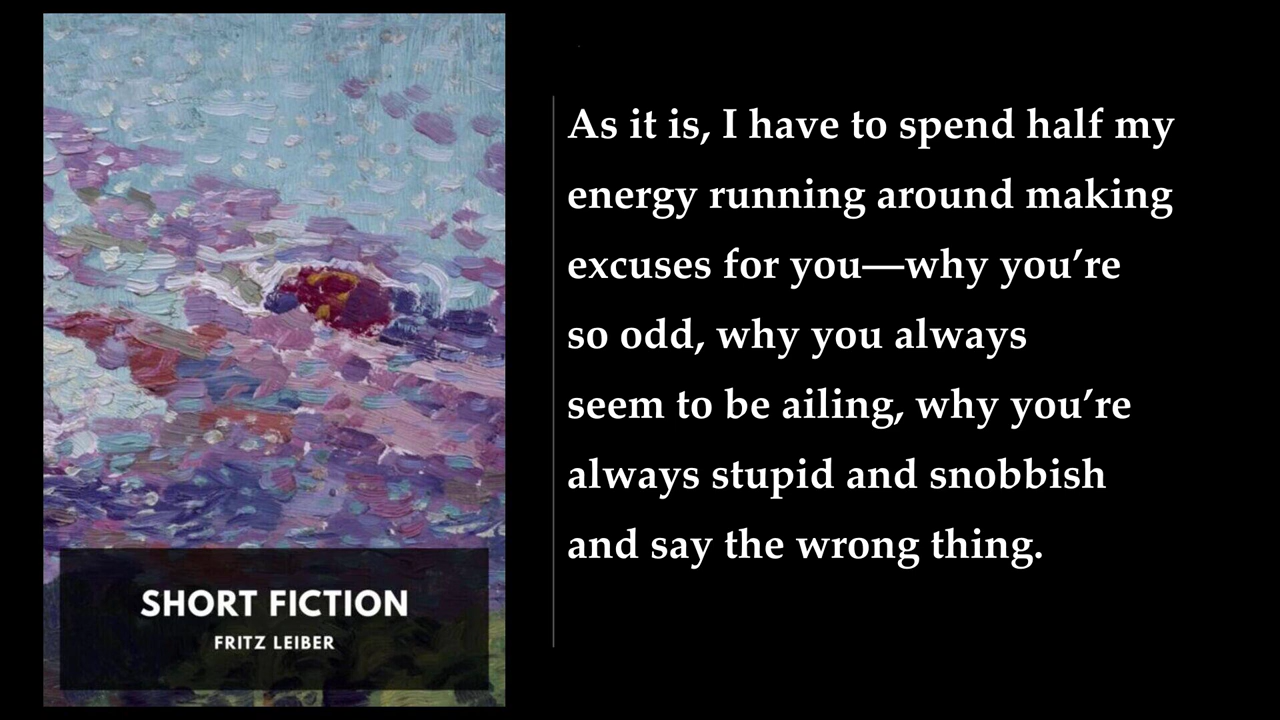 SHORT FICTION
FRITZ LEIBER
As it is, I have to spend half my
energy running around making
excuses for you—why you’re
so odd, why you always
seem to be ailing, why you’re
always stupid and snobbish
and say the wrong thing.